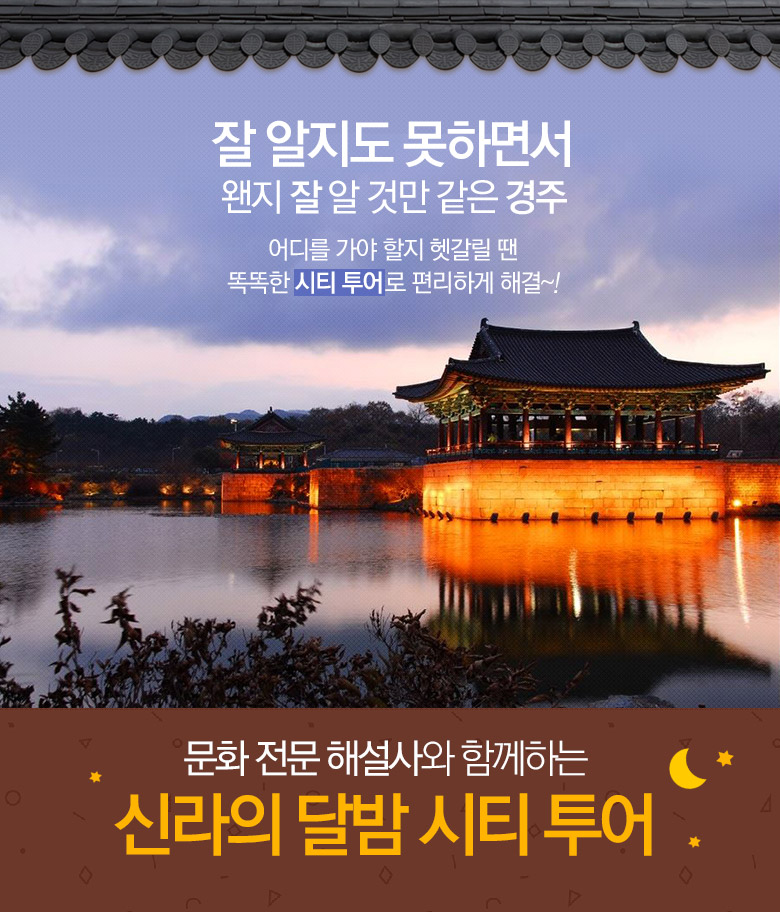 잘 알지도 못하면서
왠지 잘 알 것만 같은 경주
어디를 가야 할지 헷갈릴 땐
똑똑한 시티 투어로 편리하게 해결~!
문화 전문 해설사와 함께하는
신라의 달밤 시티 투어